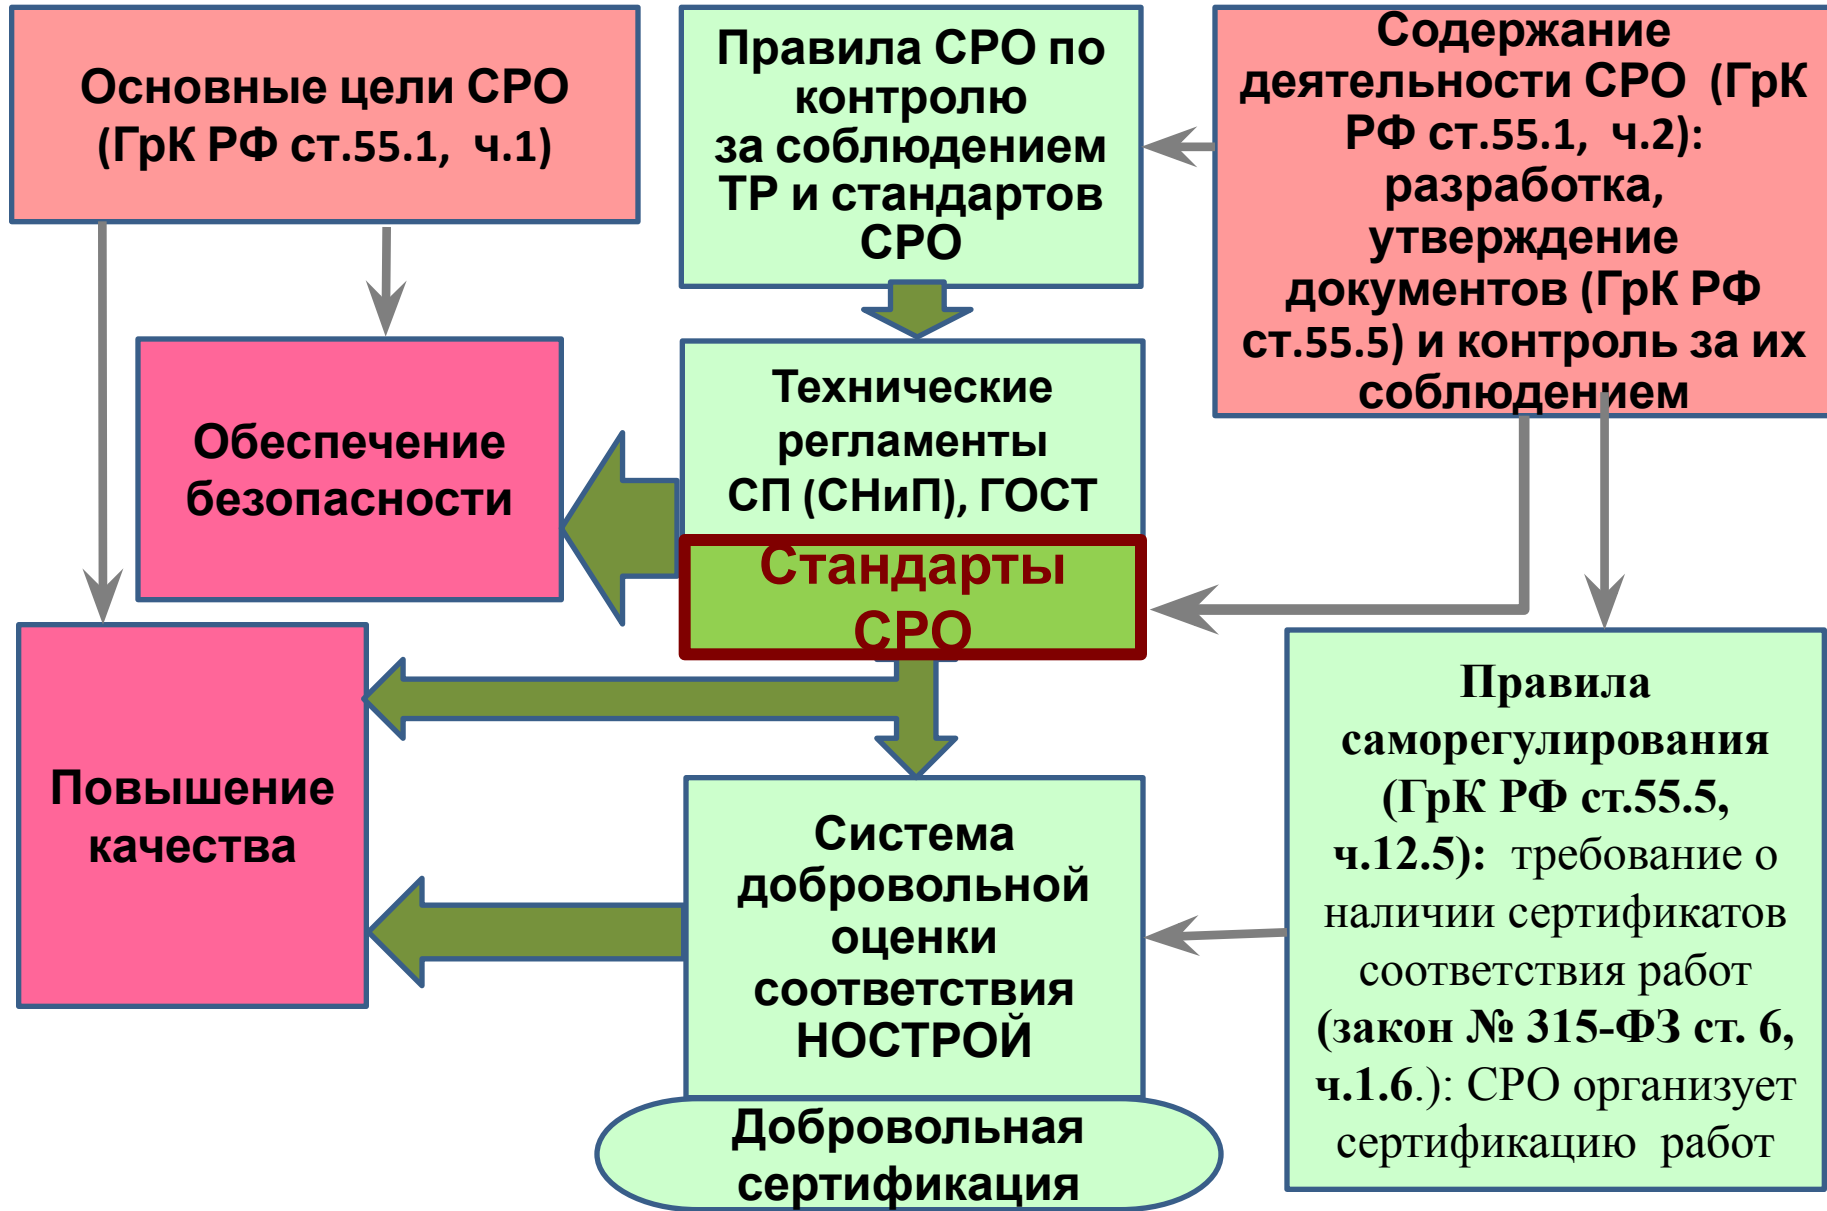 Основные цели СРО
(ГрК РФ ст.55.1, ч.1)
Правила СРО по
контролю
за соблюдением
ТР и стандартов
СРО
Содержание
деятельности СРО (ГрК
РФ ст.55.1, ч.2):
разработка,
утверждение
документов (ГрК РФ
ст.55.5) и контроль за их
соблюдением
Обеспечение
безопасности
Технические
регламенты
СП (СНиП), ГОСТ
Стандарты
СРО
Повышение
качества
Система
добровольной
оценки
соответствия
НОСТРОЙ
Добровольная
сертификация
Правила
саморегулирования
(ГрК РФ ст.55.5,
ч.12.5): требование о
наличии сертификатов
соответствия работ
(закон № 315-ФЗ ст. 6,
ч.1.6.): СРО организует
сертификацию работ